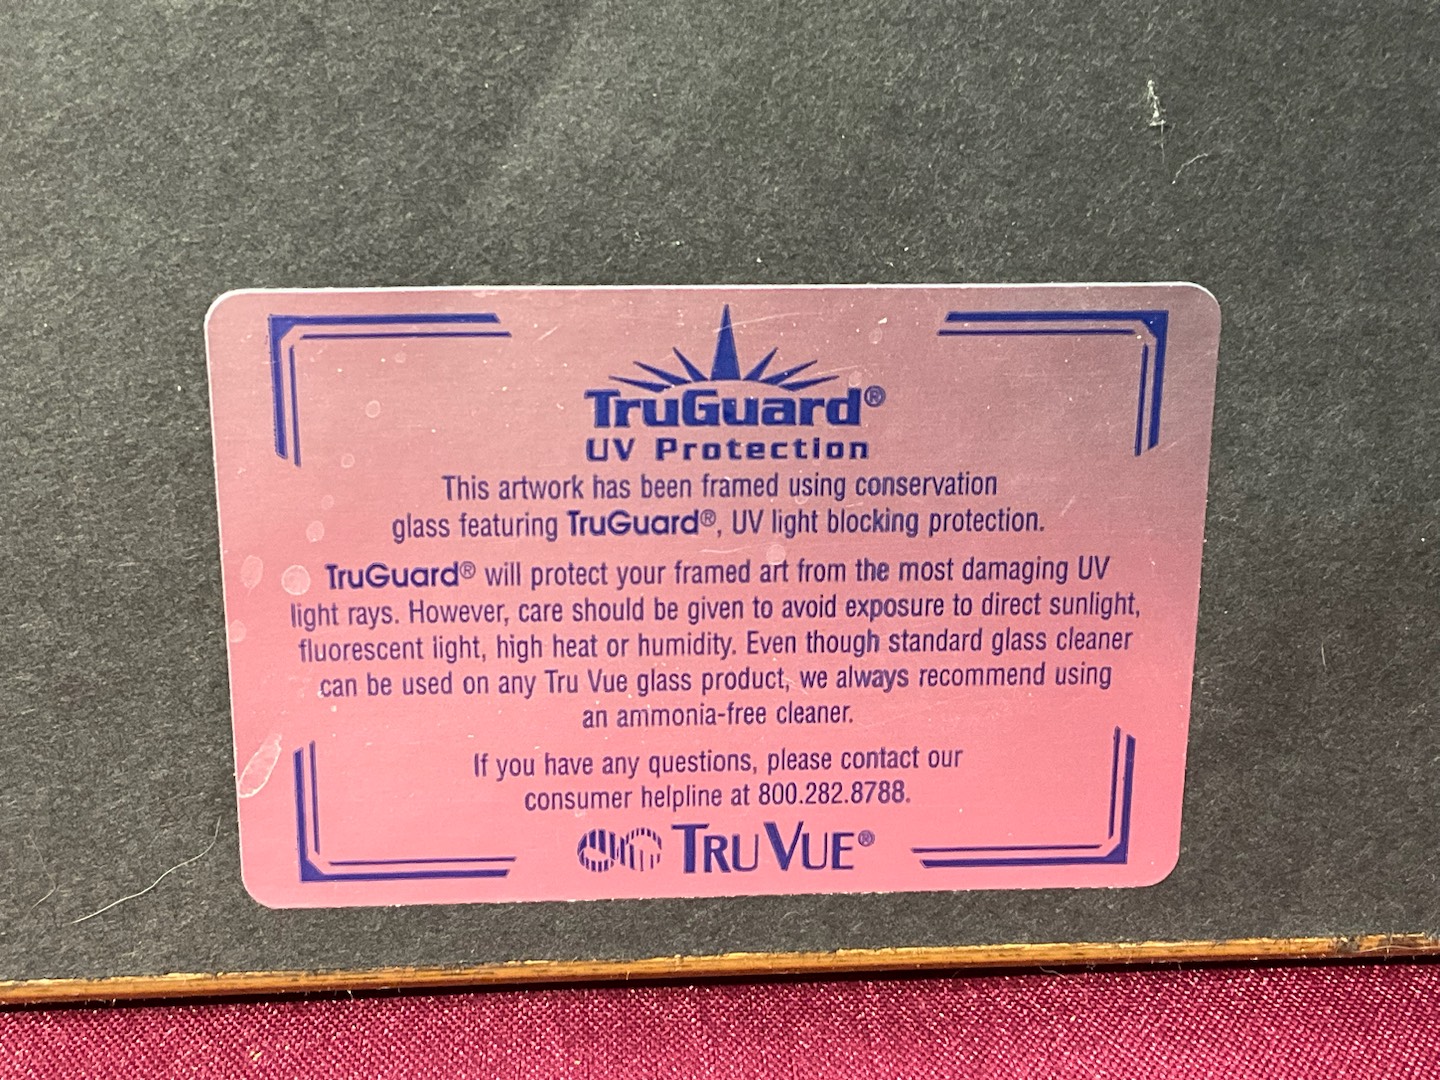 TruGuard®
UV Protection
This artwork has been framed using conservation
glass featuring TruGuard®, UV light blocking protection.
TruGuard® will protect your framed art from the most damaging UV
light rays. However, care should be given to avoid exposure to direct sunlight,
fluorescent light, high heat or humidity. Even though standard glass cleaner
can be used on any Tru Vue glass product, we always recommend using
an ammonia-free cleaner.
If you have any questions, please contact our
consumer helpline at 800.282.8788.
TRU VUE®